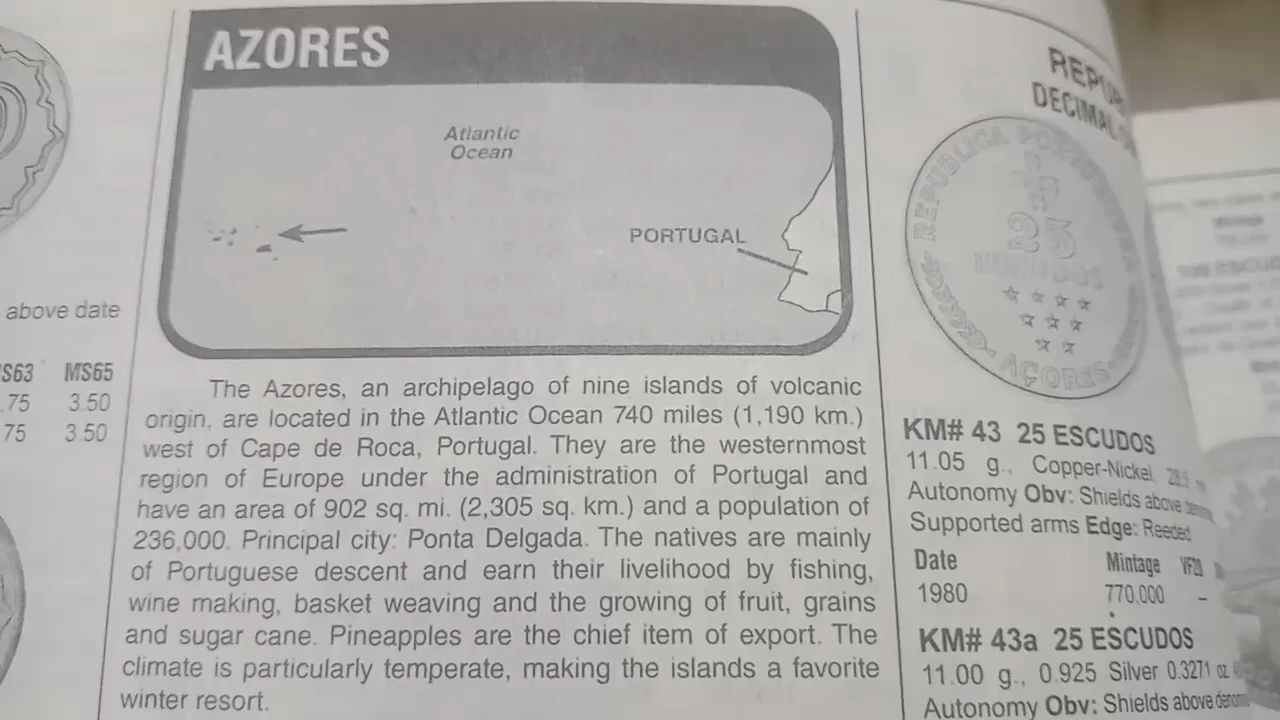 above date
MS65
.75 3.50
75 3.50
AZORES
Atlantic
Ocean
PORTUGAL
The Azores, an archipelago of nine islands of volcanic
origin, are located in the Atlantic Ocean 740 miles (1,190 km.)
west of Cape de Roca, Portugal. They are the westernmost
region of Europe under the administration of Portugal and
have an area of 902 sq. mi. (2,305 sq. km.) and a population of
236,000. Principal city: Ponta Delgada. The natives are mainly
of Portuguese descent and earn their livelihood by fishing,
wine making, basket weaving and the growing of fruit, grains
and sugar cane. Pineapples are the chief item of export. The
climate is particularly temperate, making the islands a favorite
winter resort.
DECIMAL
REPUBLICA
25
ESCUDOS
AÇORES
KM# 43 25 ESCUDOS
11.05 g., Copper-Nickel
Autonomy Obv: Shields above
Supported arms Edge: Reeded
Date Mintage VF20
1980 770,000 –
KM# 43a 25 ESCUDOS
11.00 g., 0.925 Silver 0.3271 oz
Autonomy Obv: Shields above